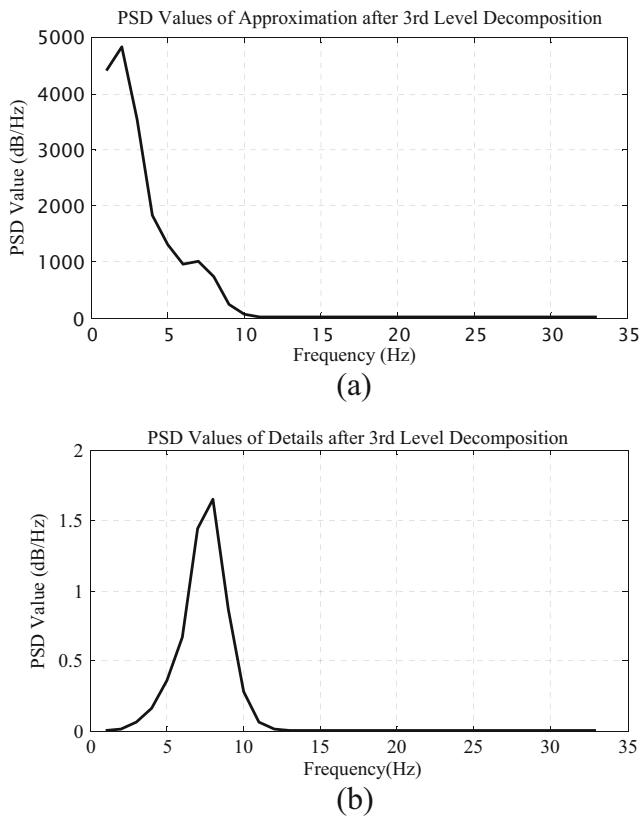 PSD Values of Approximation after 3rd Level Decomposition
5000
4000
3000
2000
1000
0
PSD Value (dB/Hz)
0 5 10 15 20 25 30 35
Frequency (Hz)
(a)
PSD Values of Details after 3rd Level Decomposition
2
1.5
1
0.5
0
PSD Value (dB/Hz)
0 5 10 15 20 25 30 35
Frequency(Hz)
(b)